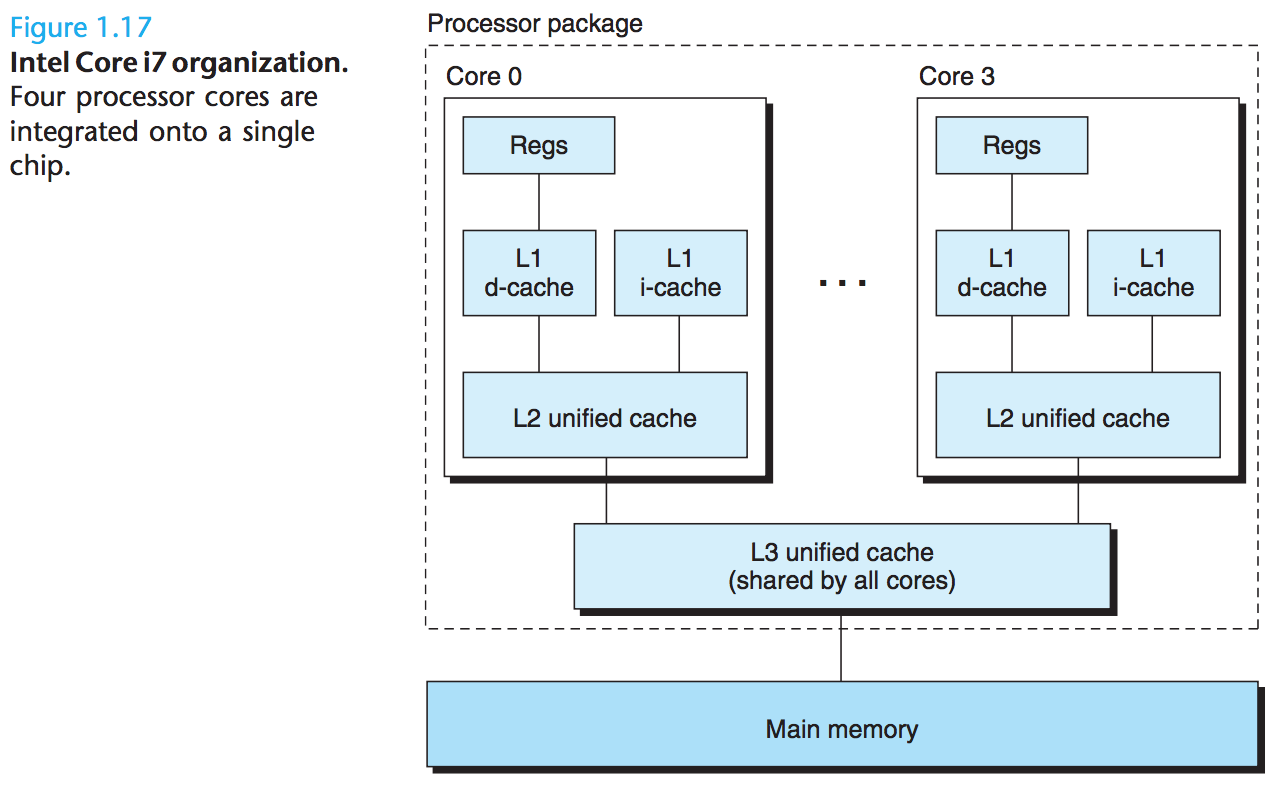 Figure 1.17
Intel Core i7 organization.
Four processor cores are
integrated onto a single
chip.
Processor package
Core 0
Core 3
Regs
Regs
L1
d-cache
L1
i-cache
...
L1
d-cache
L1
i-cache
L2 unified cache
L2 unified cache
L3 unified cache
(shared by all cores)
Main memory